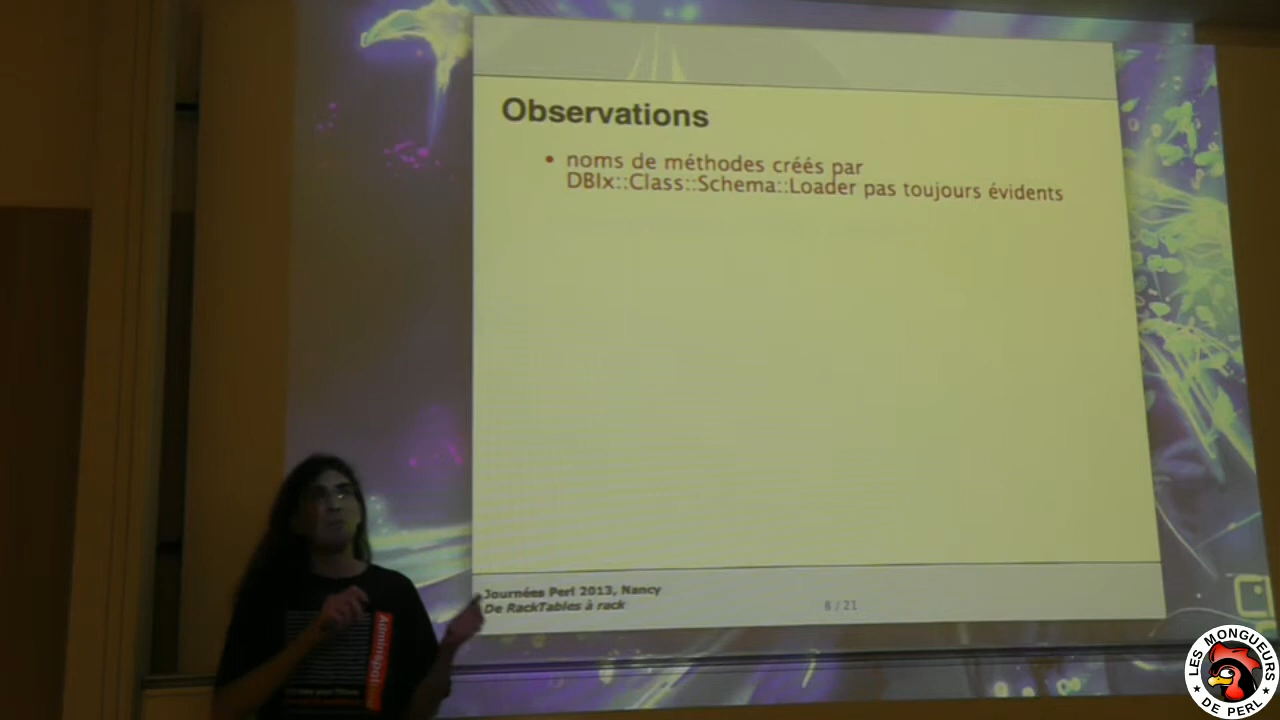 Observations
• noms de méthodes créés par
DBIx::Class::Schema::Loader pas toujours évidents
Journées Perl 2013, Nancy
De RackTables à rack
8 / 21
Adminspotting
LES MONGUEURS
DE PERL